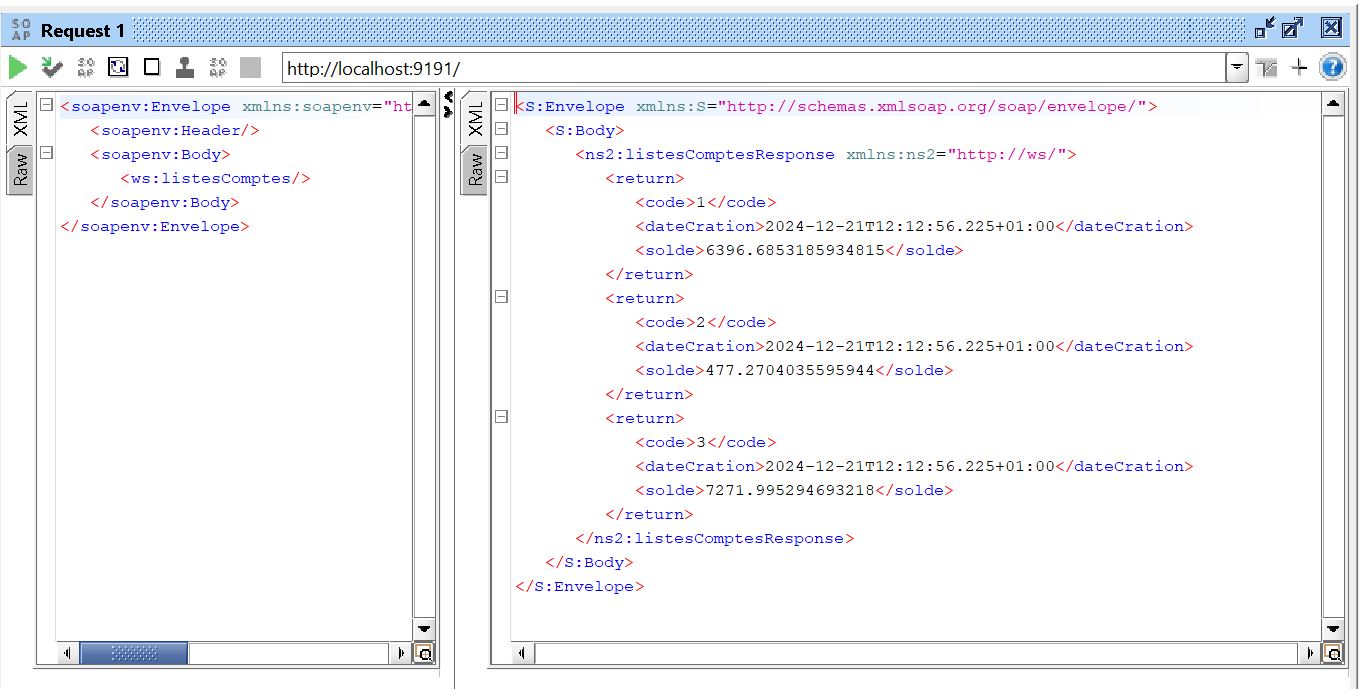 SO
AP
Request 1
SO
AP
SO
AP
http://localhost:9191/
?
XML
Raw
<soapenv:Envelope xmlns:soapenv="ht
<soapenv:Header/>
<soapenv:Body>
<ws:listesComptes/>
</soapenv:Body>
</soapenv:Envelope>
XML
Raw
<S:Envelope xmlns:S="http://schemas.xmlsoap.org/soap/envelope/">
<S:Body>
<ns2:listesComptesResponse xmlns:ns2="http://ws/">
<return>
<code>1</code>
<dateCration>2024-12-21T12:12:56.225+01:00</dateCration>
<solde>6396.6853185934815</solde>
</return>
<return>
<code>2</code>
<dateCration>2024-12-21T12:12:56.225+01:00</dateCration>
<solde>477.2704035595944</solde>
</return>
<return>
<code>3</code>
<dateCration>2024-12-21T12:12:56.225+01:00</dateCration>
<solde>7271.995294693218</solde>
</return>
</ns2:listesComptesResponse>
</S:Body>
</S:Envelope>